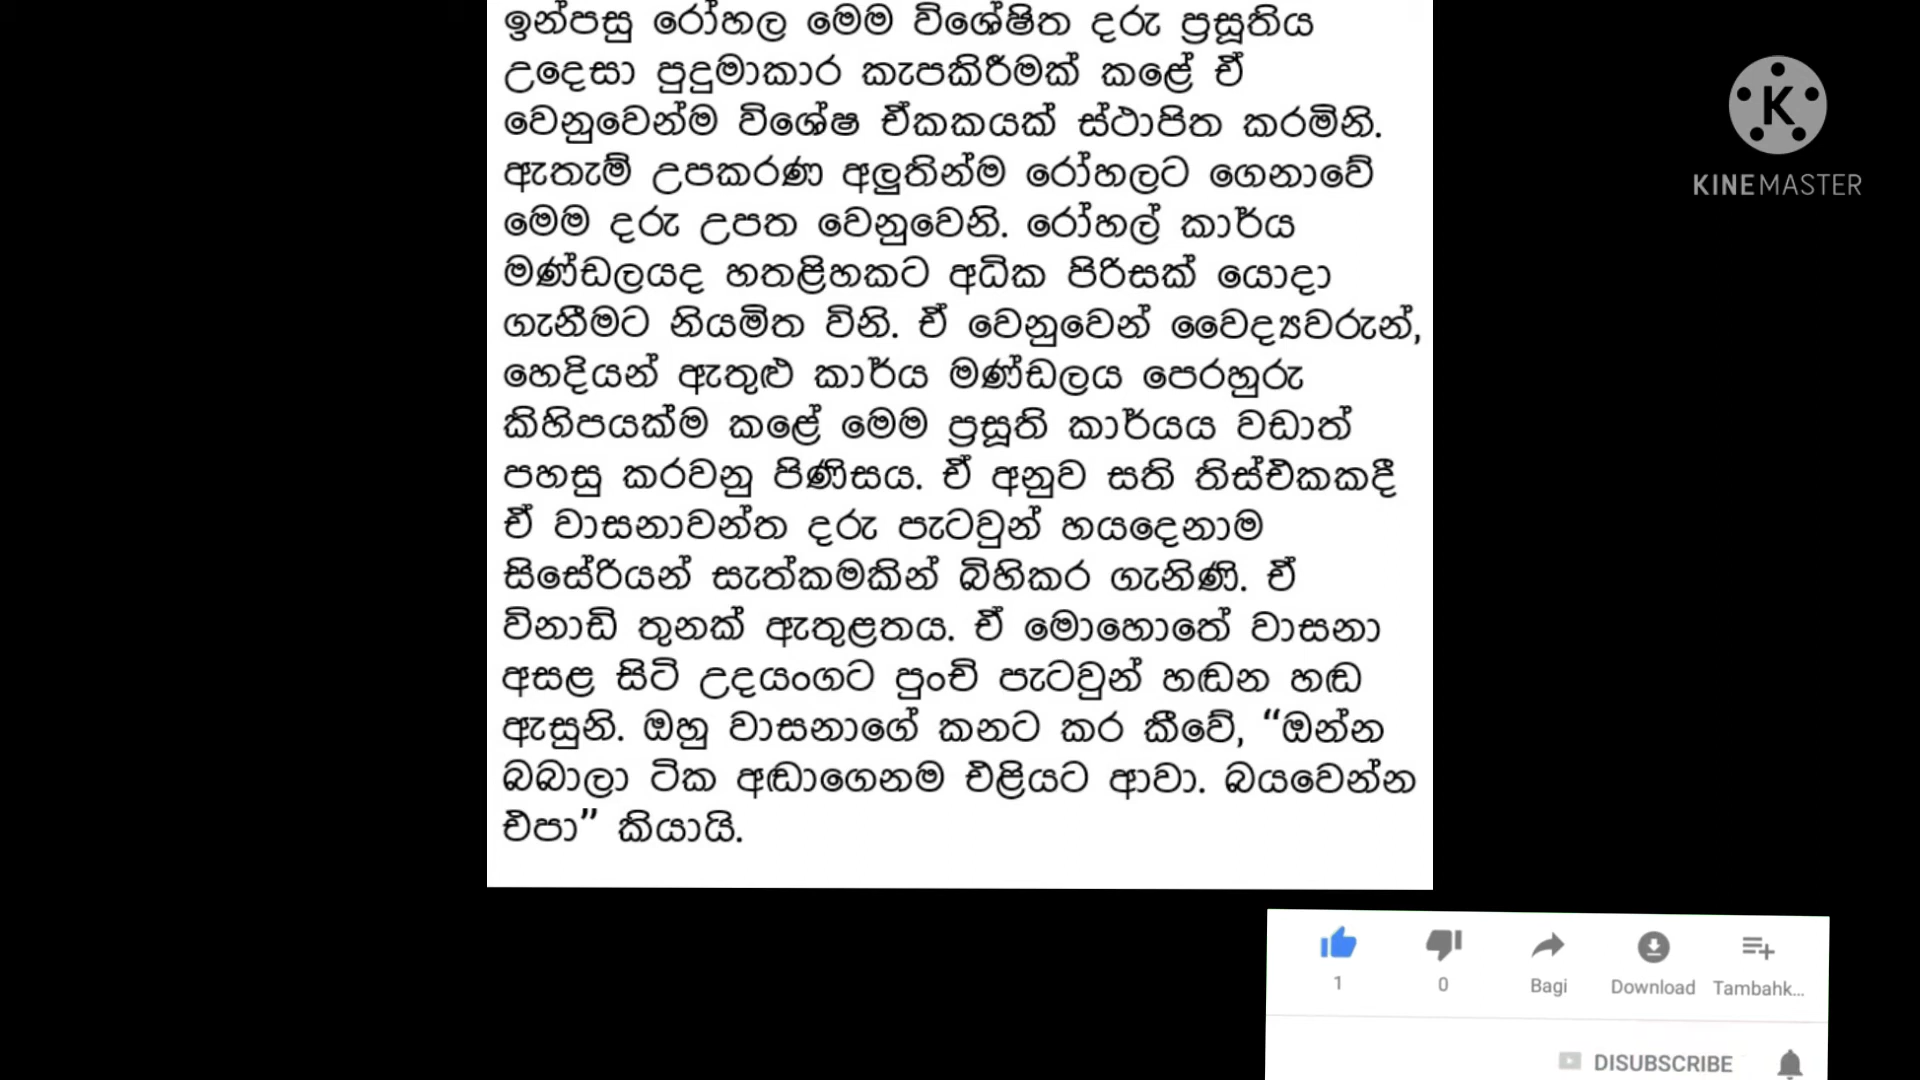 ඉන්පසු රෝහල මෙම විශේෂිත දරු ප්‍රසූතිය
උදෙසා පුදුමාකාර කැපකිරීමක් කළේ ඒ
වෙනුවෙන්ම විශේෂ ඒකකයක් ස්ථාපිත කරමිනි.
ඇතැම් උපකරණ අලුතින්ම රෝහලට ගෙනාවේ
මෙම දරු උපත වෙනුවෙනි. රෝහල් කාර්ය
මණ්ඩලයද හතළිහකට අධික පිරිසක් යොදා
ගැනීමට නියමිත විනි. ඒ වෙනුවෙන් වෛද්‍යවරුන්,
හෙදියන් ඇතුළු කාර්ය මණ්ඩලය පෙරහුරු
කිහිපයක්ම කළේ මෙම ප්‍රසූති කාර්යය වඩාත්
පහසු කරවනු පිණිසය. ඒ අනුව සති තිස්එකකදී
ඒ වාසනාවන්ත දරු පැටවුන් හයදෙනාම
සිසේරියන් සැත්කමකින් බිහිකර ගැනිණි. ඒ
විනාඩි තුනක් ඇතුළතය. ඒ මොහොතේ වාසනා
අසළ සිටි උදයංගට පුංචි පැටවුන් හඬන හඬ
ඇසුනි. ඔහු වාසනාගේ කනට කර කීවේ, “ඔන්න
බබාලා ටික අඬාගෙනම එළියට ආවා. බයවෙන්න
එපා” කියායි.
KINEMASTER
1 0 Bagi Download Tambahk...
DISUBSCRIBE